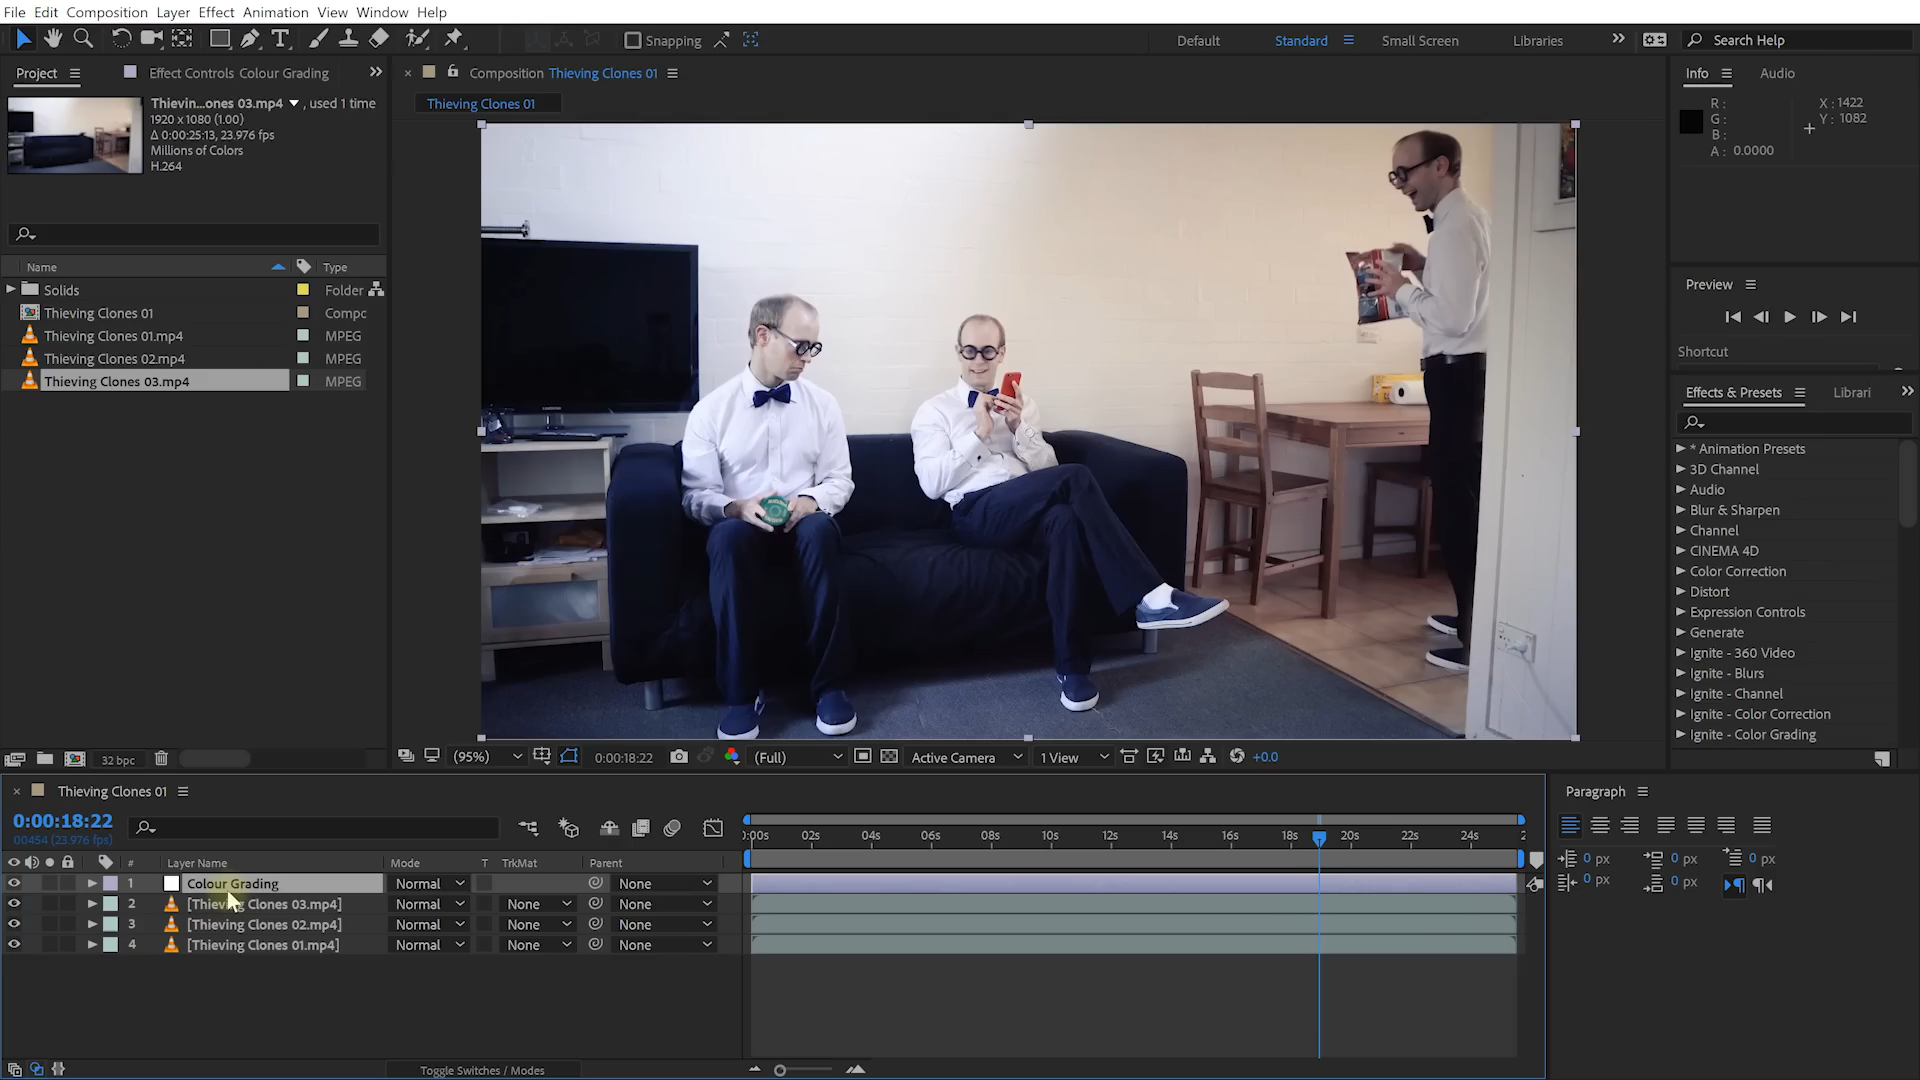 File Edit Composition Layer Effect Animation View Window Help
Snapping
Default Standard Small Screen Libraries
Search Help
Project Effect Controls Colour Grading
Composition Thieving Clones 01
Info Audio
Thievin...ones 03.mp4 , used 1 time
1920 x 1080 (1.00)
Δ 0:00:25:13, 23.976 fps
Millions of Colors
H.264
Thieving Clones 01
R :
G :
B :
A : 0.0000
X : 1422
Y : 1082
Name Type
Solids Folder
Thieving Clones 01 Compc
Thieving Clones 01.mp4 MPEG
Thieving Clones 02.mp4 MPEG
Thieving Clones 03.mp4 MPEG
Preview
Shortcut
Effects & Presets Librari
* Animation Presets
3D Channel
Audio
Blur & Sharpen
Channel
CINEMA 4D
Color Correction
Distort
Expression Controls
Generate
Ignite - 360 Video
Ignite - Blurs
Ignite - Channel
Ignite - Color Correction
Ignite - Color Grading
32 bpc
(95%) 0:00:18:22 (Full) Active Camera 1 View +0.0
Thieving Clones 01
0:00:18:22
00454 (23.976 fps)
# Layer Name Mode T TrkMat Parent
1 Colour Grading Normal None
2 [Thieving Clones 03.mp4] Normal None None
3 [Thieving Clones 02.mp4] Normal None None
4 [Thieving Clones 01.mp4] Normal None None
):00s 02s 04s 06s 08s 10s 12s 14s 16s 18s 20s 22s 24s 2
Toggle Switches / Modes
Paragraph
0 px 0 px 0 px
0 px 0 px